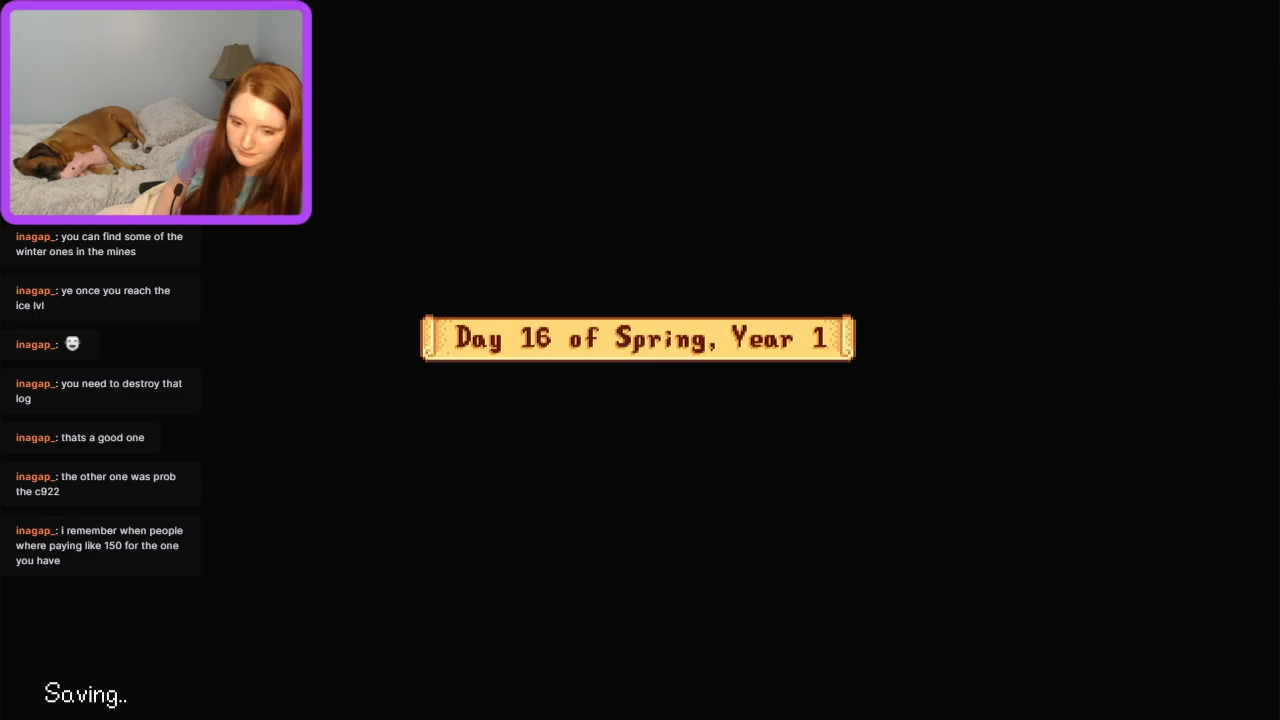 inagap_: you can find some of the
winter ones in the mines
inagap_: ye once you reach the
ice lvl
inagap_:
inagap_: you need to destroy that
log
inagap_: thats a good one
inagap_: the other one was prob
the c922
inagap_: i remember when people
where paying like 150 for the one
you have
Day 16 of Spring, Year 1
Saving..